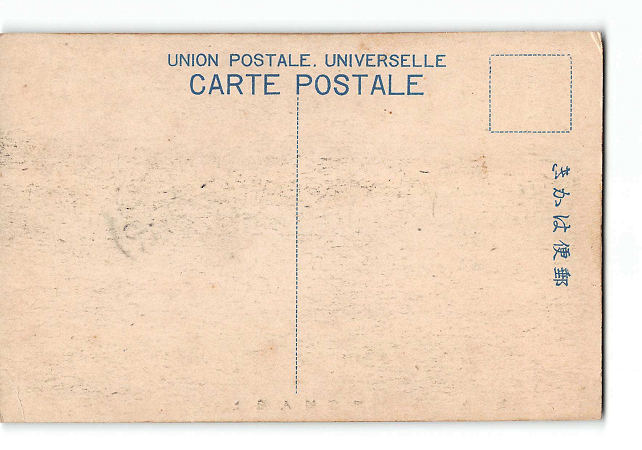 UNION POSTALE. UNIVERSELLE
CARTE POSTALE
きかは便郵